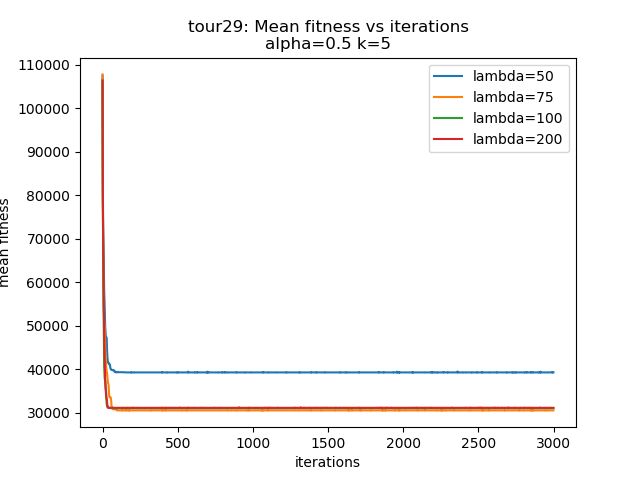 tour29: Mean fitness vs iterations
alpha=0.5 k=5
110000
100000
90000
80000
70000
60000
50000
40000
30000
mean fitness
lambda=50
lambda=75
lambda=100
lambda=200
0
500
1000
1500
2000
2500
3000
iterations